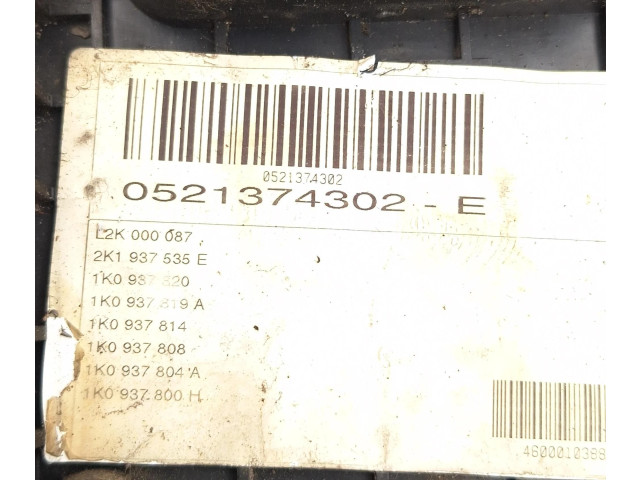 0521374302
0521374302 - E
L2K 000 087
2K1 937 535 E
1K0 937 820
1K0 937 819 A
1K0 937 814
1K0 937 808
1K0 937 804 A
1K0 937 800 H